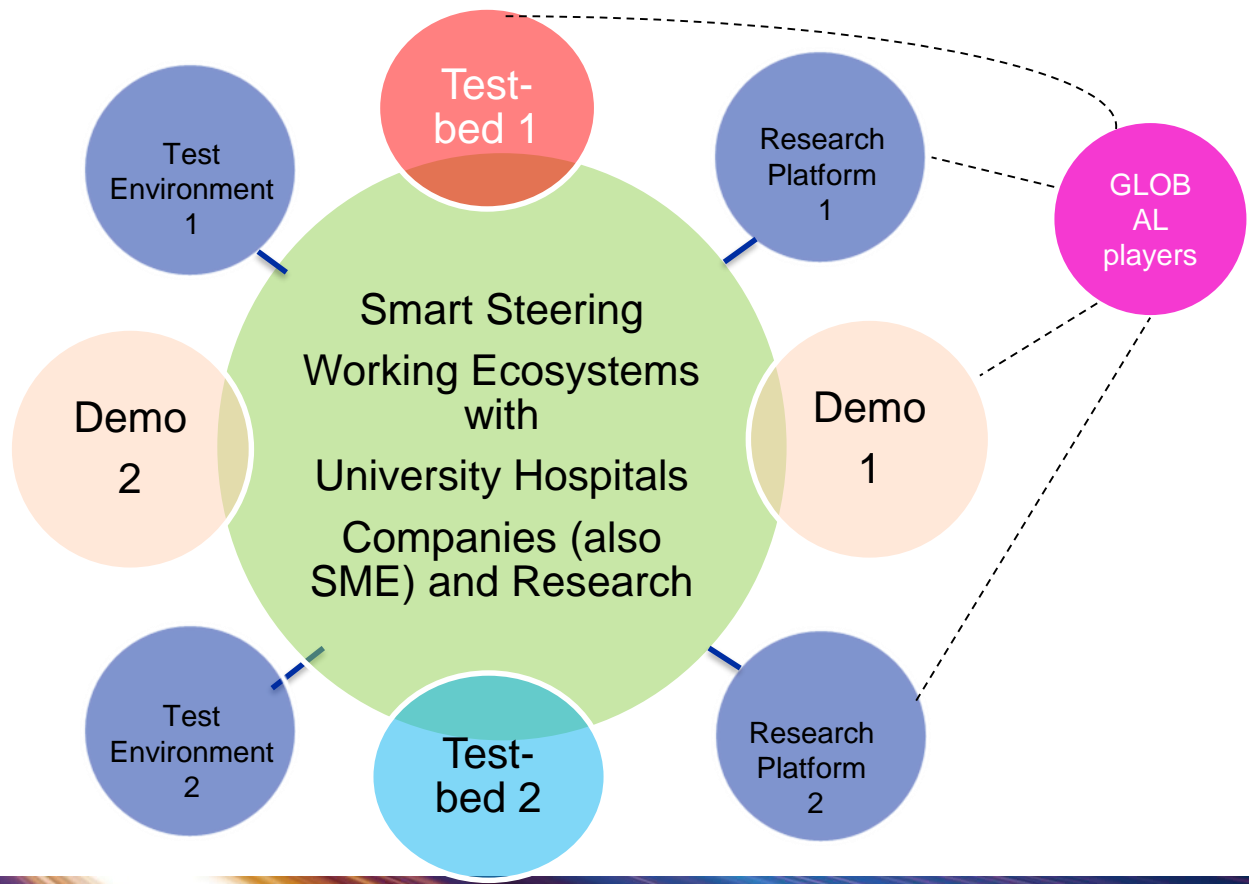 Test-
bed 1
Test
Environment
1
Research
Platform
1
GLOB
AL
players
Smart Steering
Working Ecosystems
with
University Hospitals
Companies (also
SME) and Research
Demo
2
Demo
1
Test
Environment
2
Test-
bed 2
Research
Platform
2